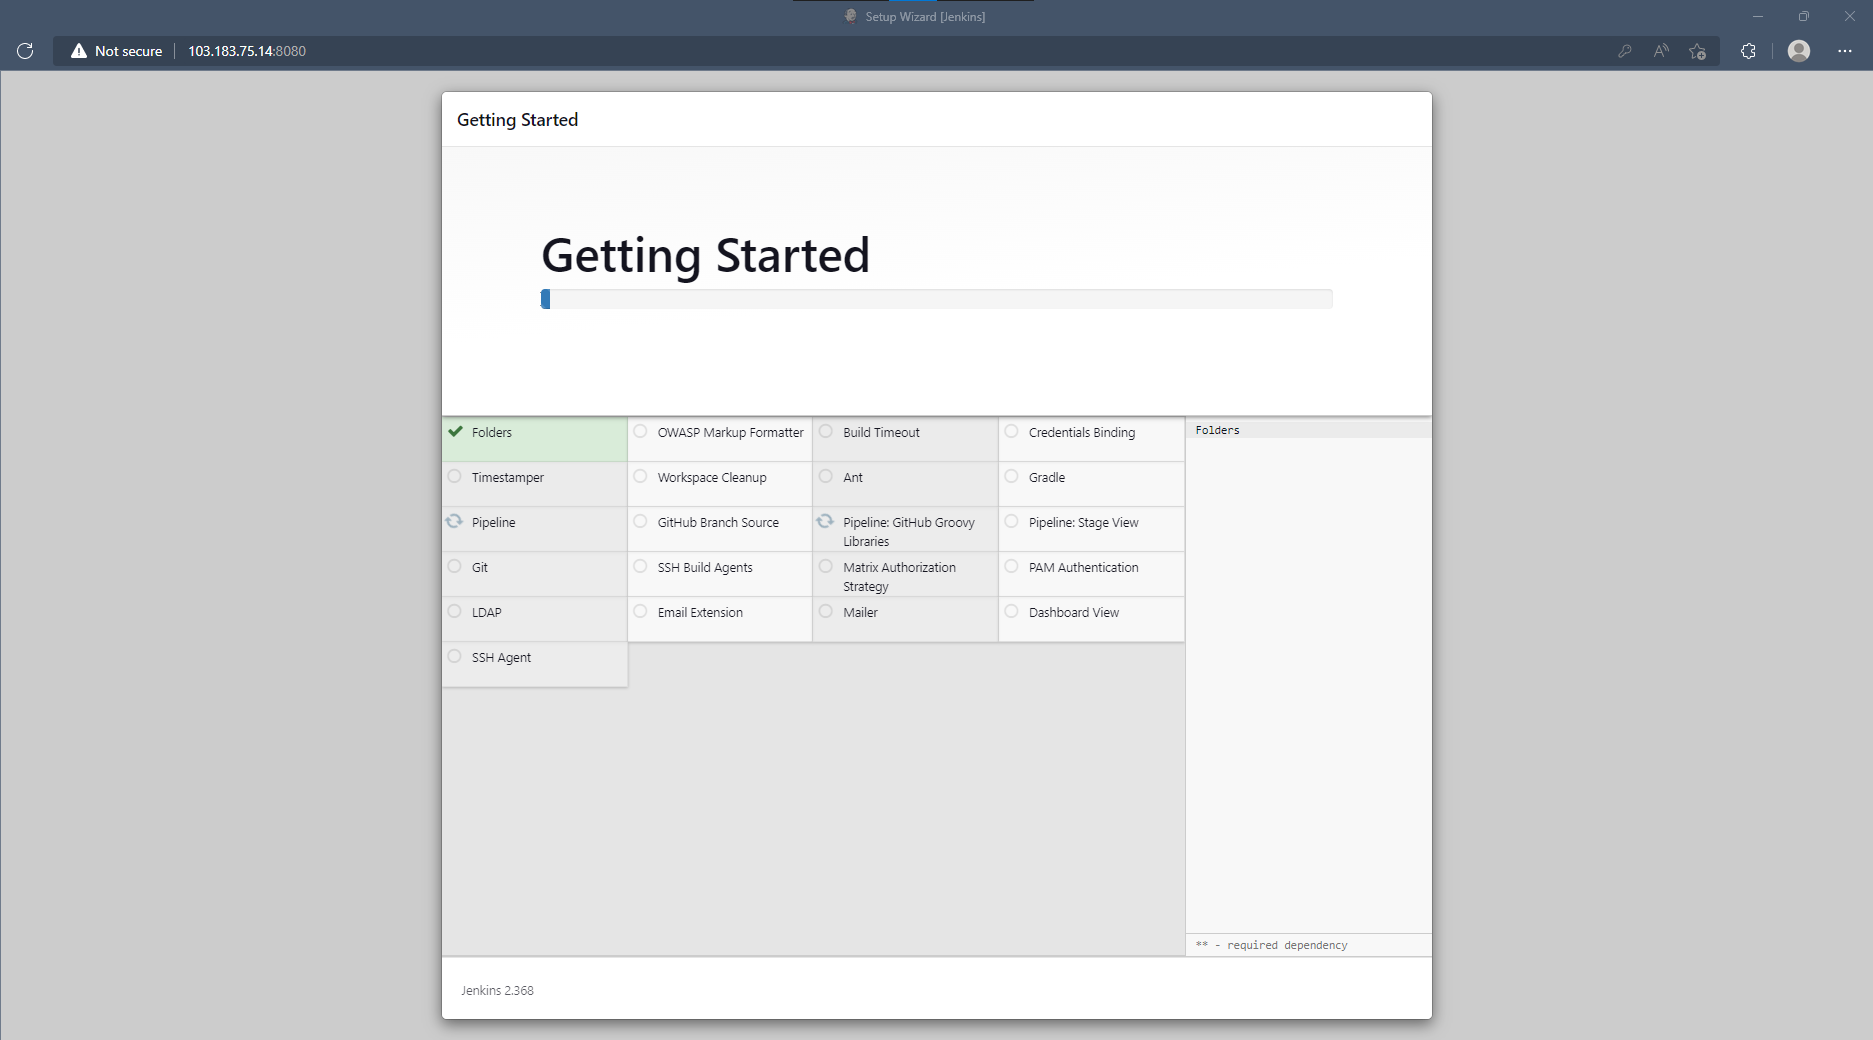 Setup Wizard [Jenkins]
Not secure
103.183.75.14:8080
Getting Started
Getting Started
Folders
OWASP Markup Formatter
Build Timeout
Credentials Binding
Timestamper
Workspace Cleanup
Ant
Gradle
Pipeline
GitHub Branch Source
Pipeline: GitHub Groovy
Libraries
Pipeline: Stage View
Git
SSH Build Agents
Matrix Authorization
Strategy
PAM Authentication
LDAP
Email Extension
Mailer
Dashboard View
SSH Agent
Folders
** - required dependency
Jenkins 2.368